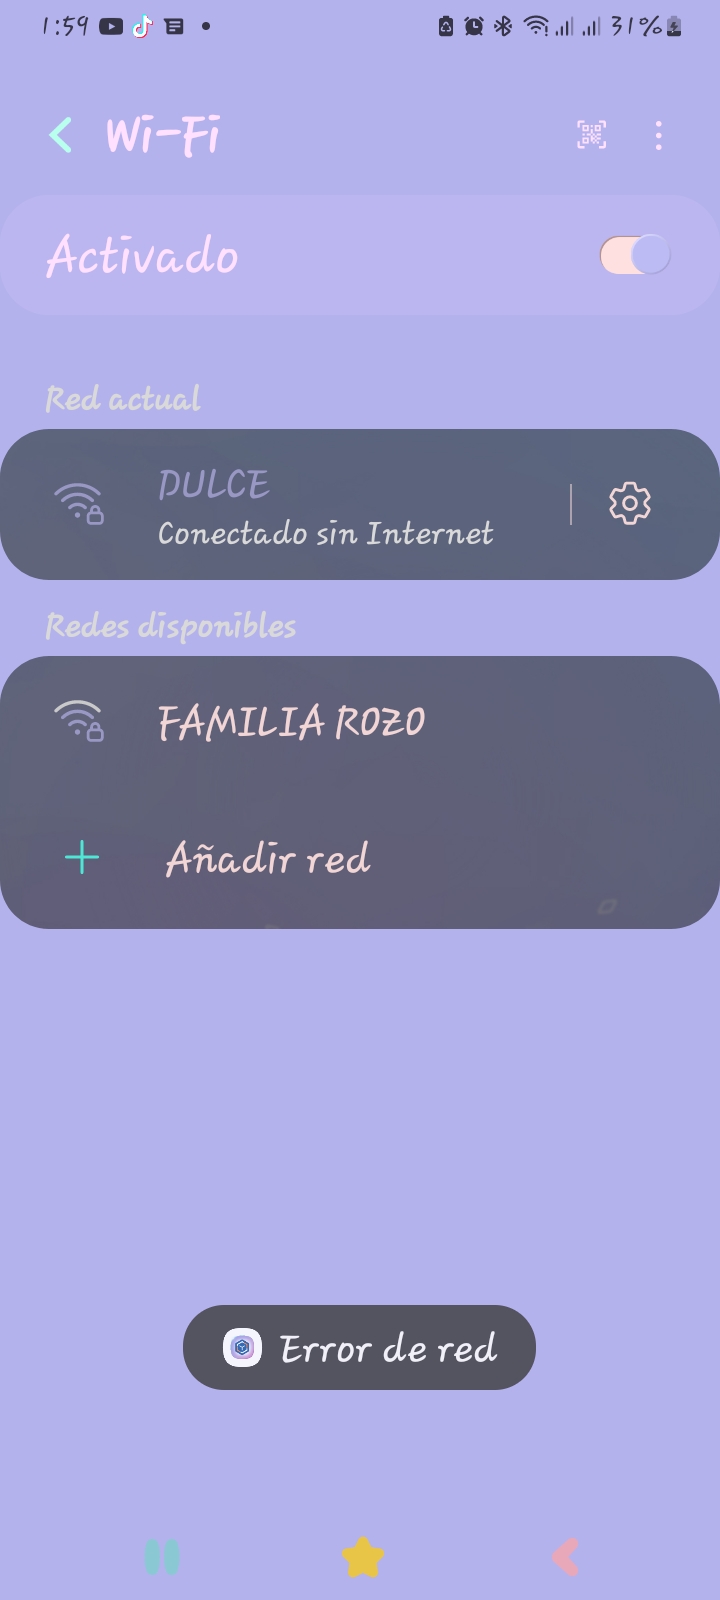 1:59
31%
Wi-Fi
Activado
Red actual
DULCE
Conectado sin Internet
Redes disponibles
FAMILIA ROZO
Añadir red
Error de red